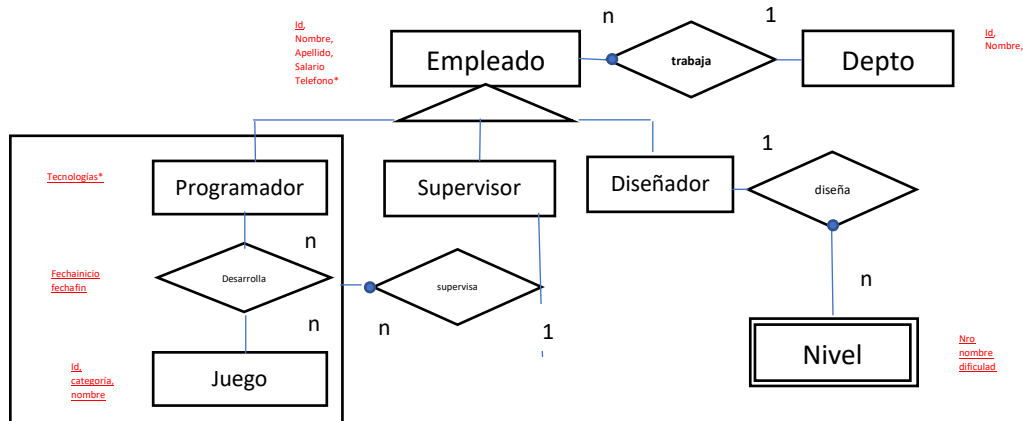 n
1
Id,
Nombre,
Apellido,
Salario
Telefono*
Empleado
trabaja
Depto
Id,
Nombre,
1
Tecnologías*
Programador
Supervisor
Diseñador
diseña
n
Fechainicio
fechafin
Desarrolla
supervisa
n
n
n
1
Id,
categoría,
nombre
Juego
Nivel
Nro
nombre
dificulad